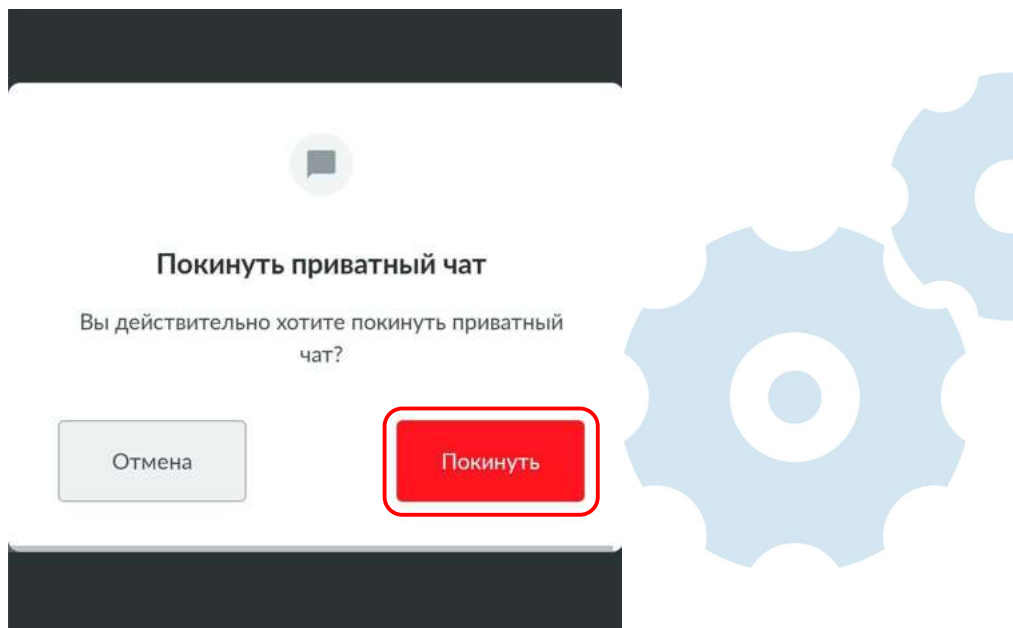 Покинуть приватный чат
Вы действительно хотите покинуть приватный
чат?
Отмена
Покинуть